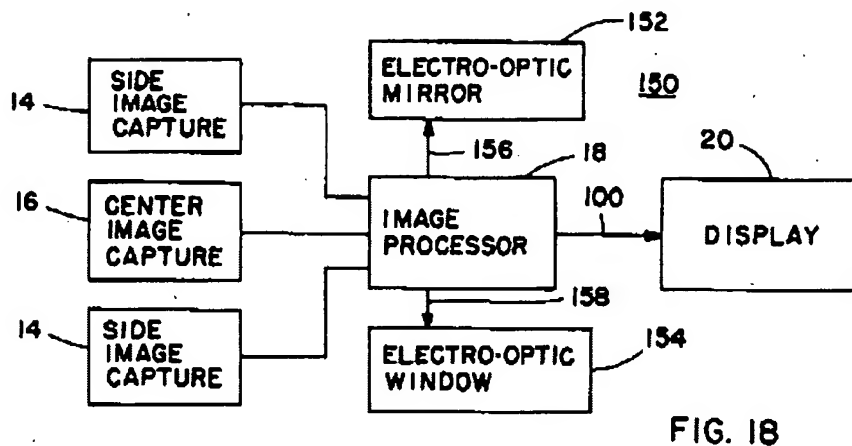 152
ELECTRO-OPTIC
MIRROR
150
14
SIDE
IMAGE
CAPTURE
156
18
20
16
CENTER
IMAGE
CAPTURE
IMAGE
PROCESSOR
100
DISPLAY
14
SIDE
IMAGE
CAPTURE
158
ELECTRO-OPTIC
WINDOW
154
FIG. 18